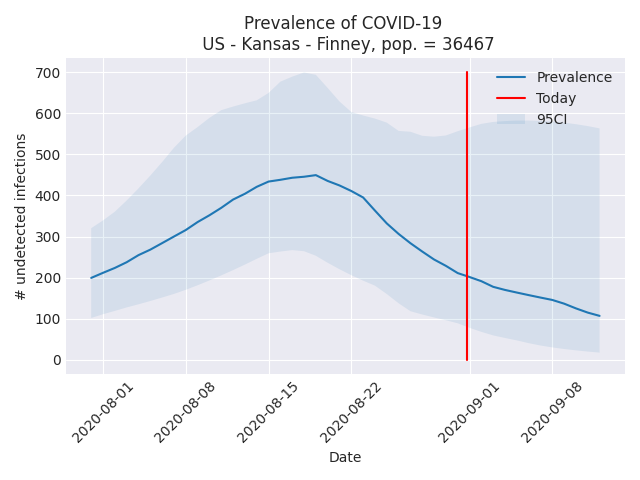 Prevalence of COVID-19
US - Kansas - Finney, pop. = 36467
700
600
500
400
300
200
100
0
# undetected infections
Prevalence
Today
95CI
2020-08-01
2020-08-08
2020-08-15
2020-08-22
2020-09-01
2020-09-08
Date